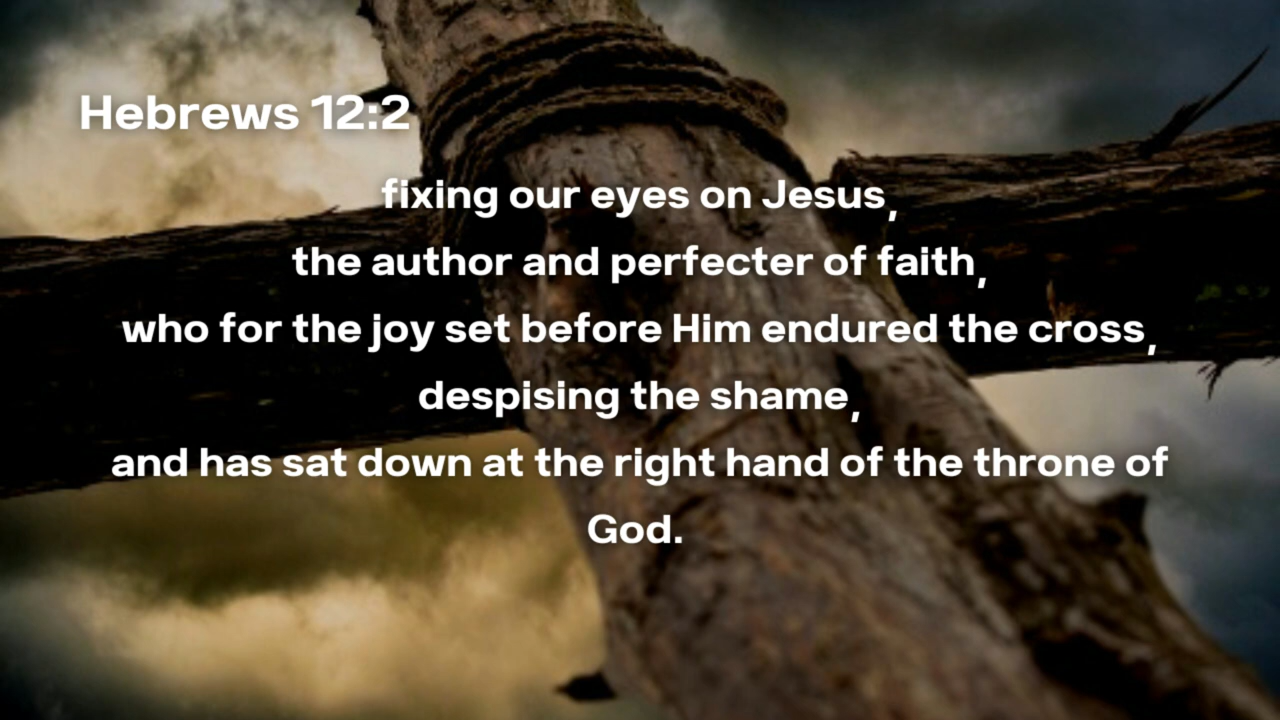 Hebrews 12:2
fixing our eyes on Jesus,
the author and perfecter of faith,
who for the joy set before Him endured the cross,
despising the shame,
and has sat down at the right hand of the throne of
God.